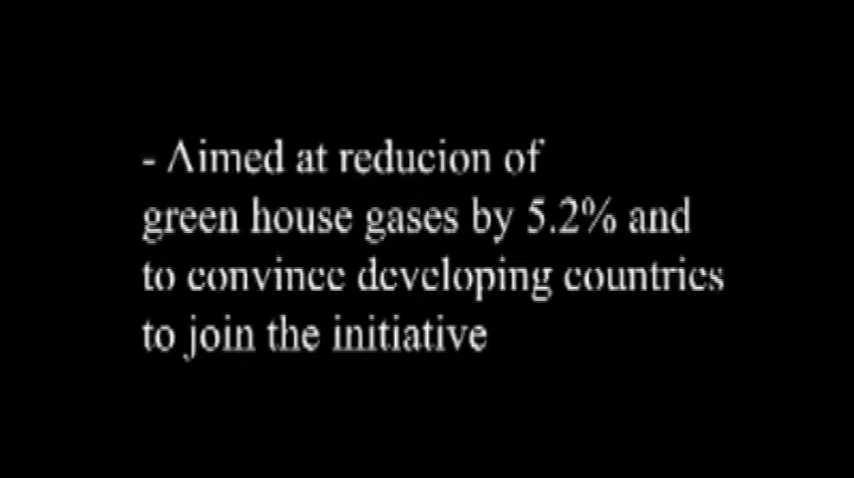 - Aimed at reducion of
green house gases by 5.2% and
to convince developing countries
to join the initiative